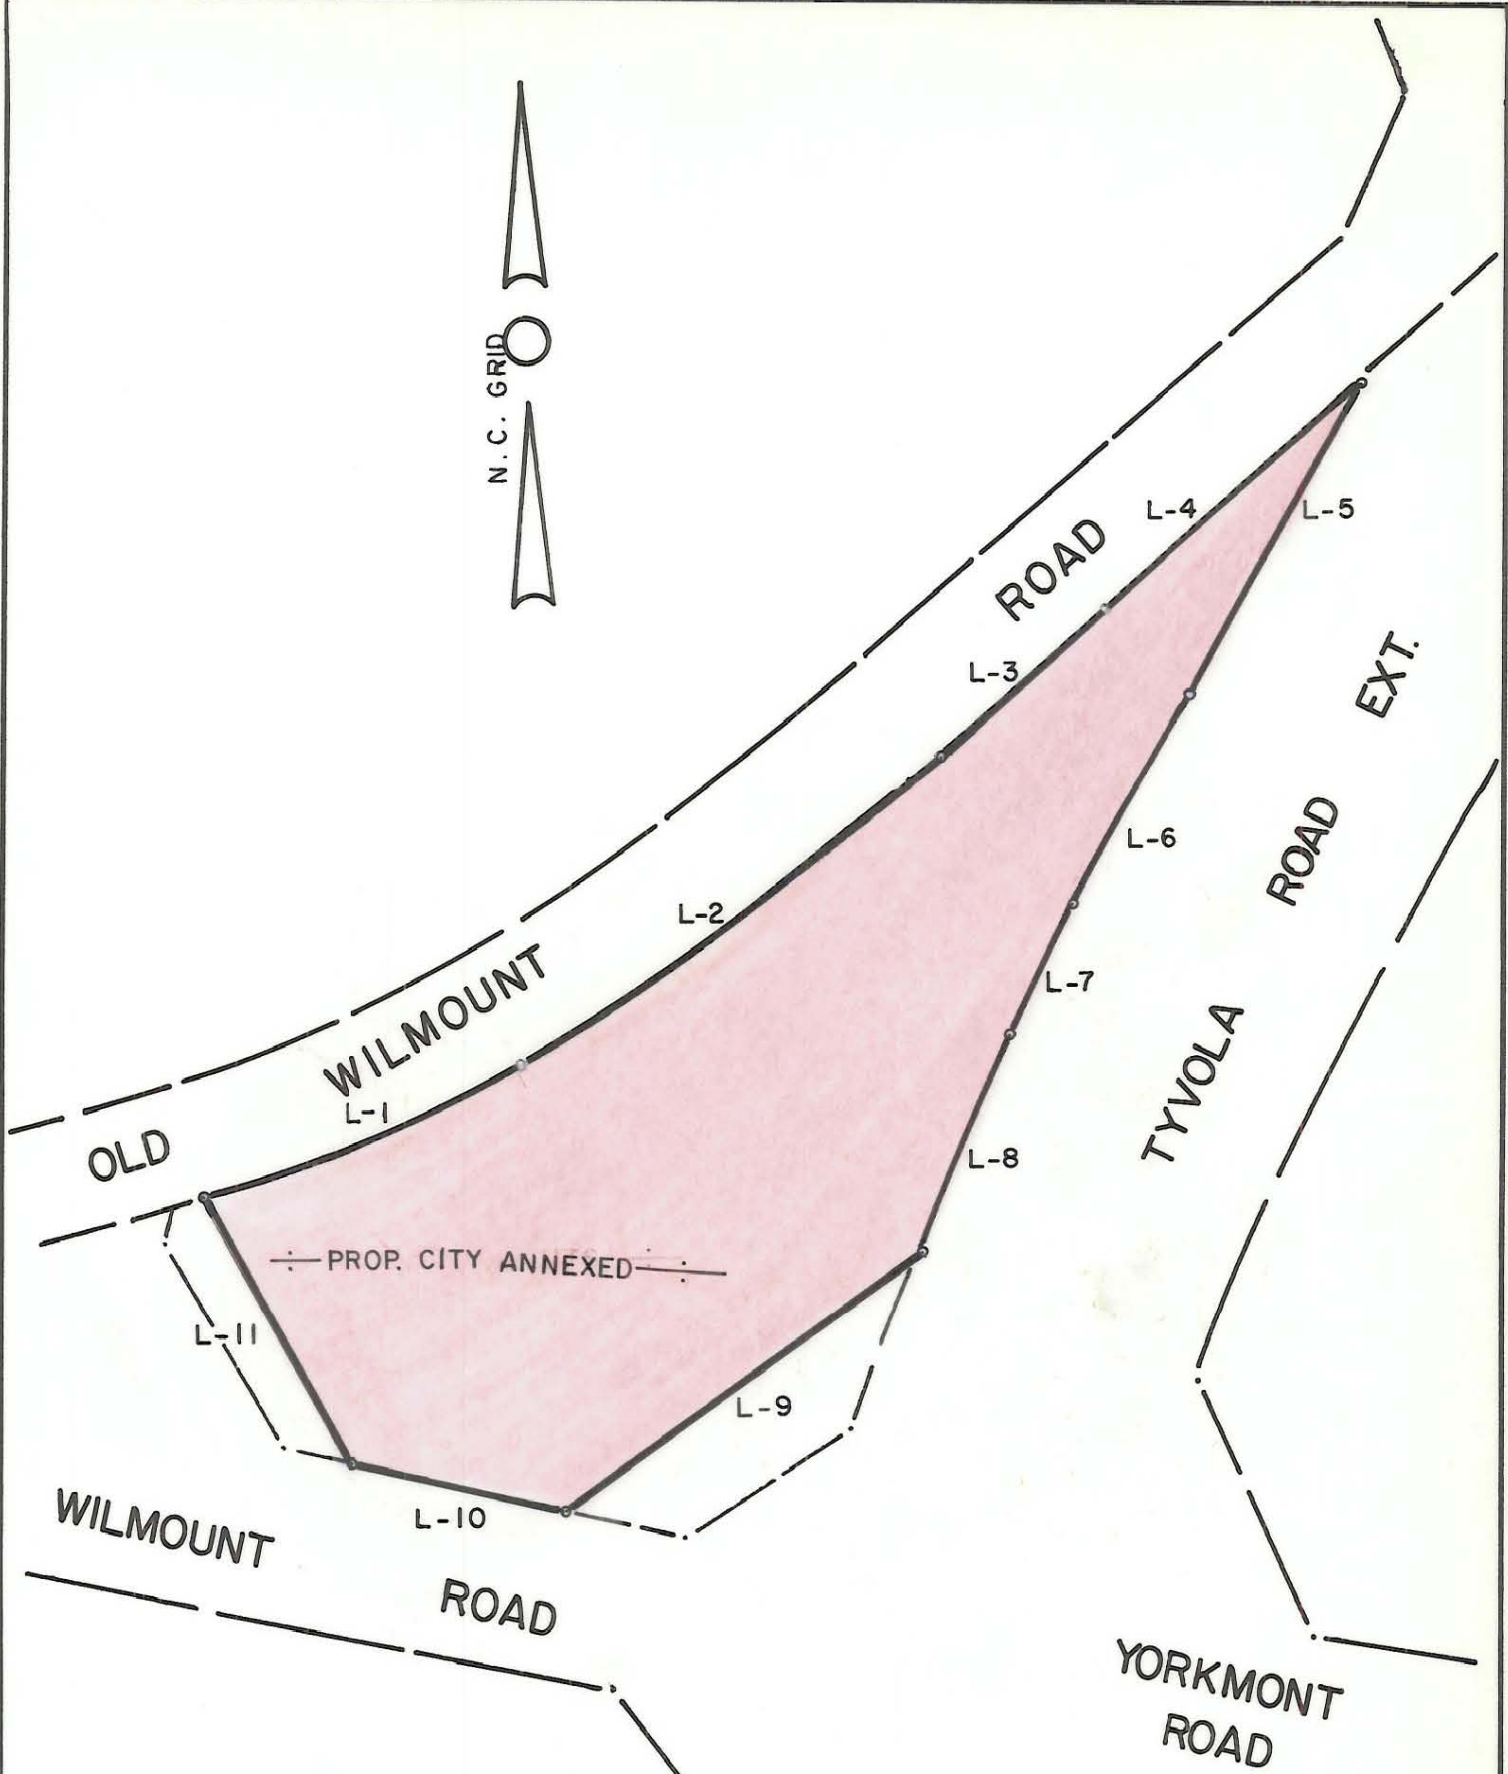 N. C. GRID
L-4
L-5
ROAD
L-3
EXT.
L-6
ROAD
L-2
WILMOUNT
L-7
TYVOLA
L-1
OLD
L-8
PROP. CITY ANNEXED
L-11
L-9
L-10
WILMOUNT
ROAD
YORKMONT
ROAD